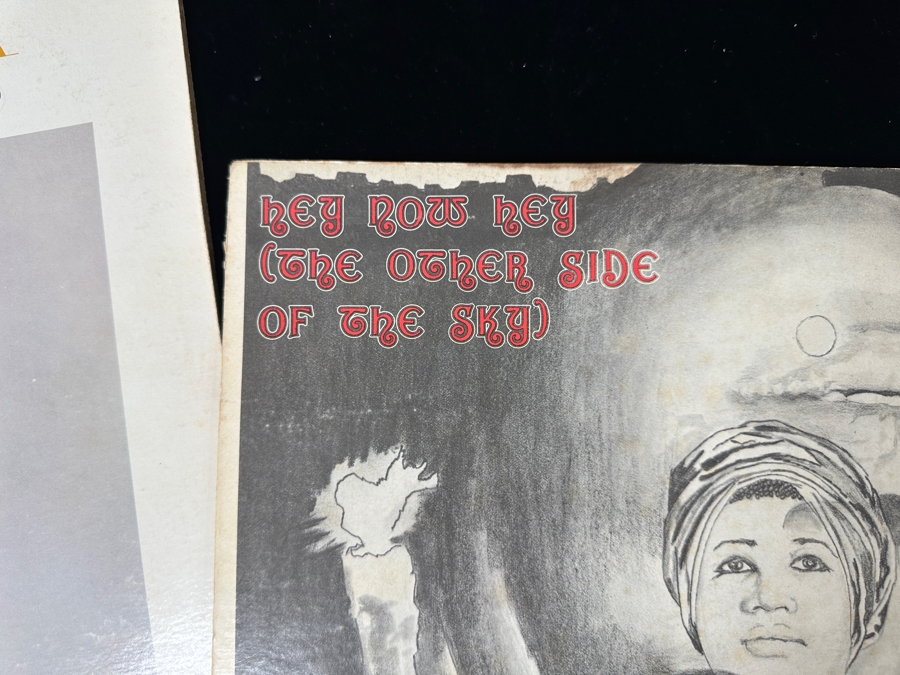 HEY NOW HEY
(THE OTHER SIDE
OF THE SKY)